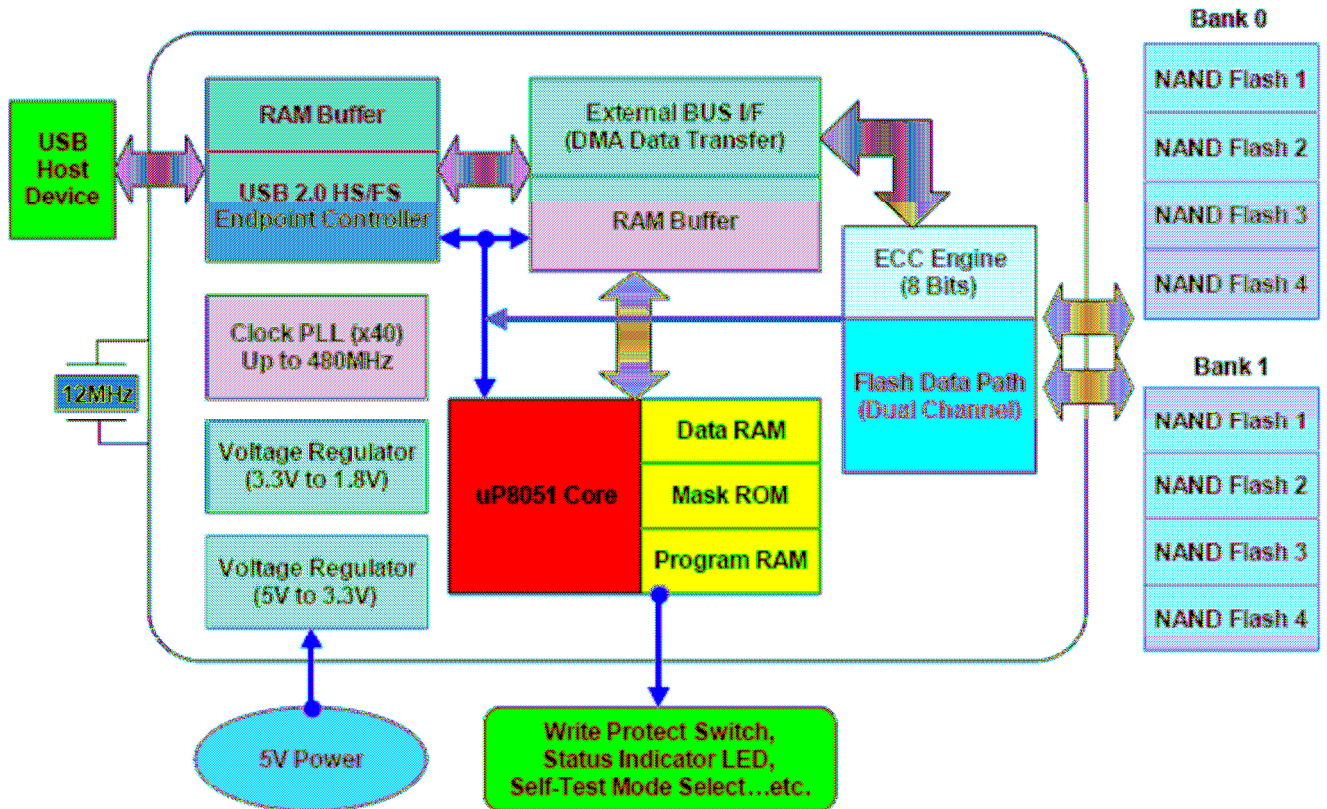 Bank 0
NAND Flash 1
NAND Flash 2
NAND Flash 3
NAND Flash 4
USB
Host
Device
RAM Buffer
USB 2.0 HS/FS
Endpoint Controller
External BUS I/F
(DMA Data Transfer)
RAM Buffer
ECC Engine
(8 Bits)
Flash Data Path
(Dual Channel)
Bank 1
NAND Flash 1
NAND Flash 2
NAND Flash 3
NAND Flash 4
Clock PLL (x40)
Up to 480MHz
12MHz
Voltage Regulator
(3.3V to 1.8V)
Voltage Regulator
(5V to 3.3V)
uP8051 Core
Data RAM
Mask ROM
Program RAM
5V Power
Write Protect Switch,
Status Indicator LED,
Self-Test Mode Select...etc.